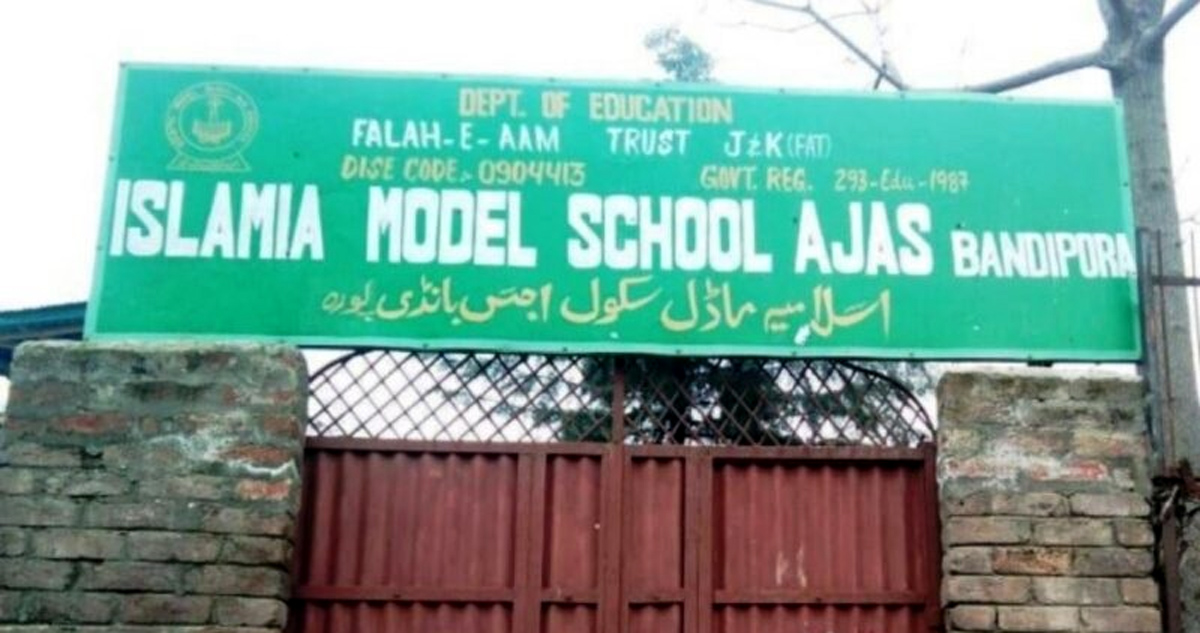 DEPT. OF EDUCATION
FALAH-E-AAM TRUST J&K (FAT)
DISE CODE:- 0904413 GOVT. REG. 293-Edu-1987
ISLAMIA MODEL SCHOOL AJAS BANDIPORA
اسلامیہ ماڈل سکول اجس بانڈی پورہ